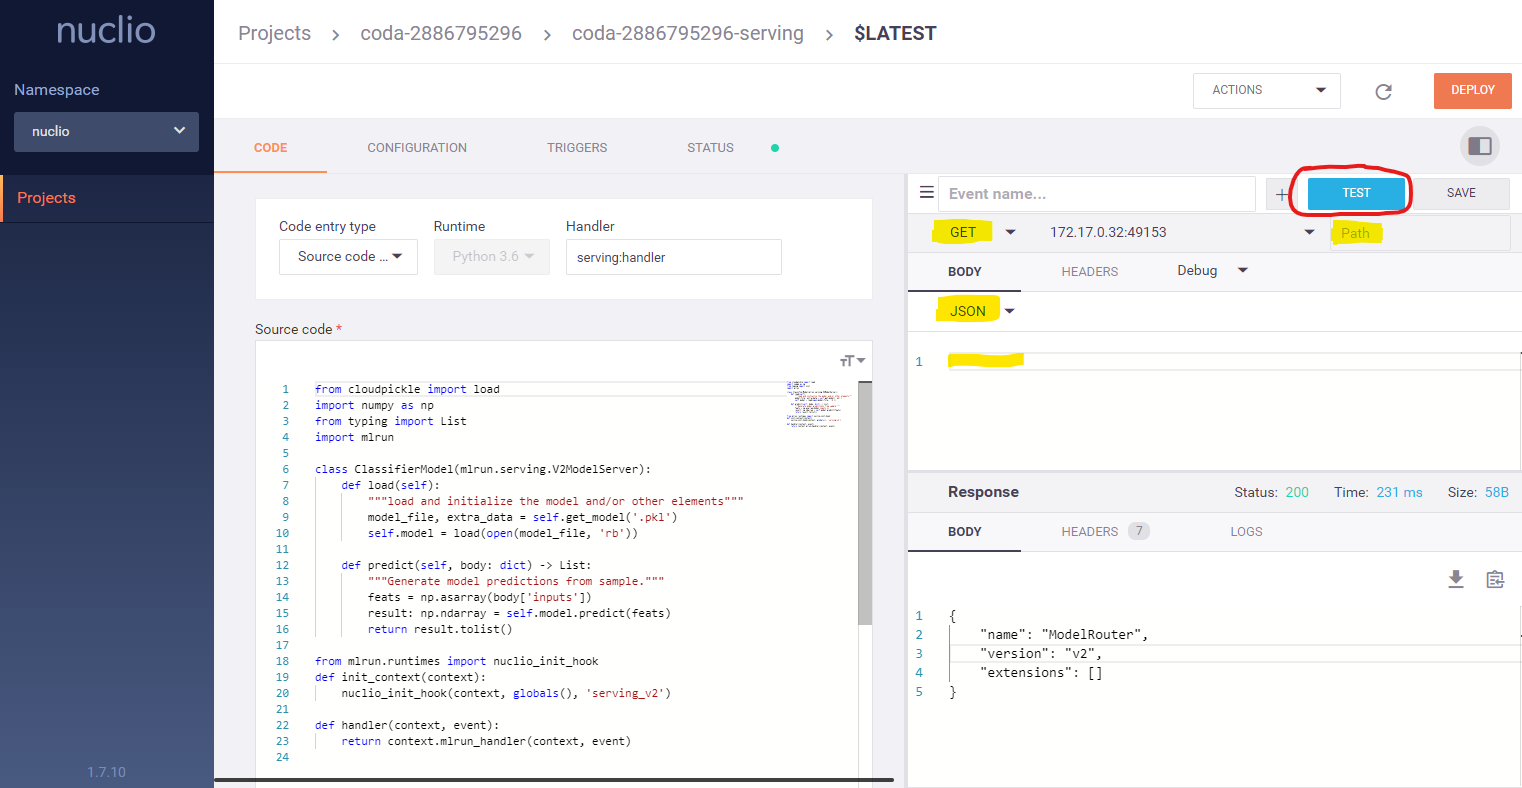 nuclio
Namespace
nuclio
Projects
1.7.10
Projects › coda-2886795296 › coda-2886795296-serving › $LATEST
ACTIONS
DEPLOY
CODE
CONFIGURATION
TRIGGERS
STATUS
Code entry type
Source code ...
Runtime
Python 3.6
Handler
serving:handler
Source code *
1 from cloudpickle import load
2 import numpy as np
3 from typing import List
4 import mlrun
5
6 class ClassifierModel(mlrun.serving.V2ModelServer):
7     def load(self):
8         """load and initialize the model and/or other elements"""
9         model_file, extra_data = self.get_model('.pkl')
10         self.model = load(open(model_file, 'rb'))
11
12     def predict(self, body: dict) -> List:
13         """Generate model predictions from sample."""
14         feats = np.asarray(body['inputs'])
15         result: np.ndarray = self.model.predict(feats)
16         return result.tolist()
17
18 from mlrun.runtimes import nuclio_init_hook
19 def init_context(context):
20     nuclio_init_hook(context, globals(), 'serving_v2')
21
22 def handler(context, event):
23     return context.mlrun_handler(context, event)
24
Event name...
+
TEST
SAVE
GET
172.17.0.32:49153
Path
BODY
HEADERS
Debug
JSON
1
Response
Status: 200
Time: 231 ms
Size: 58B
BODY
HEADERS 7
LOGS
1 {
2     "name": "ModelRouter",
3     "version": "v2",
4     "extensions": []
5 }